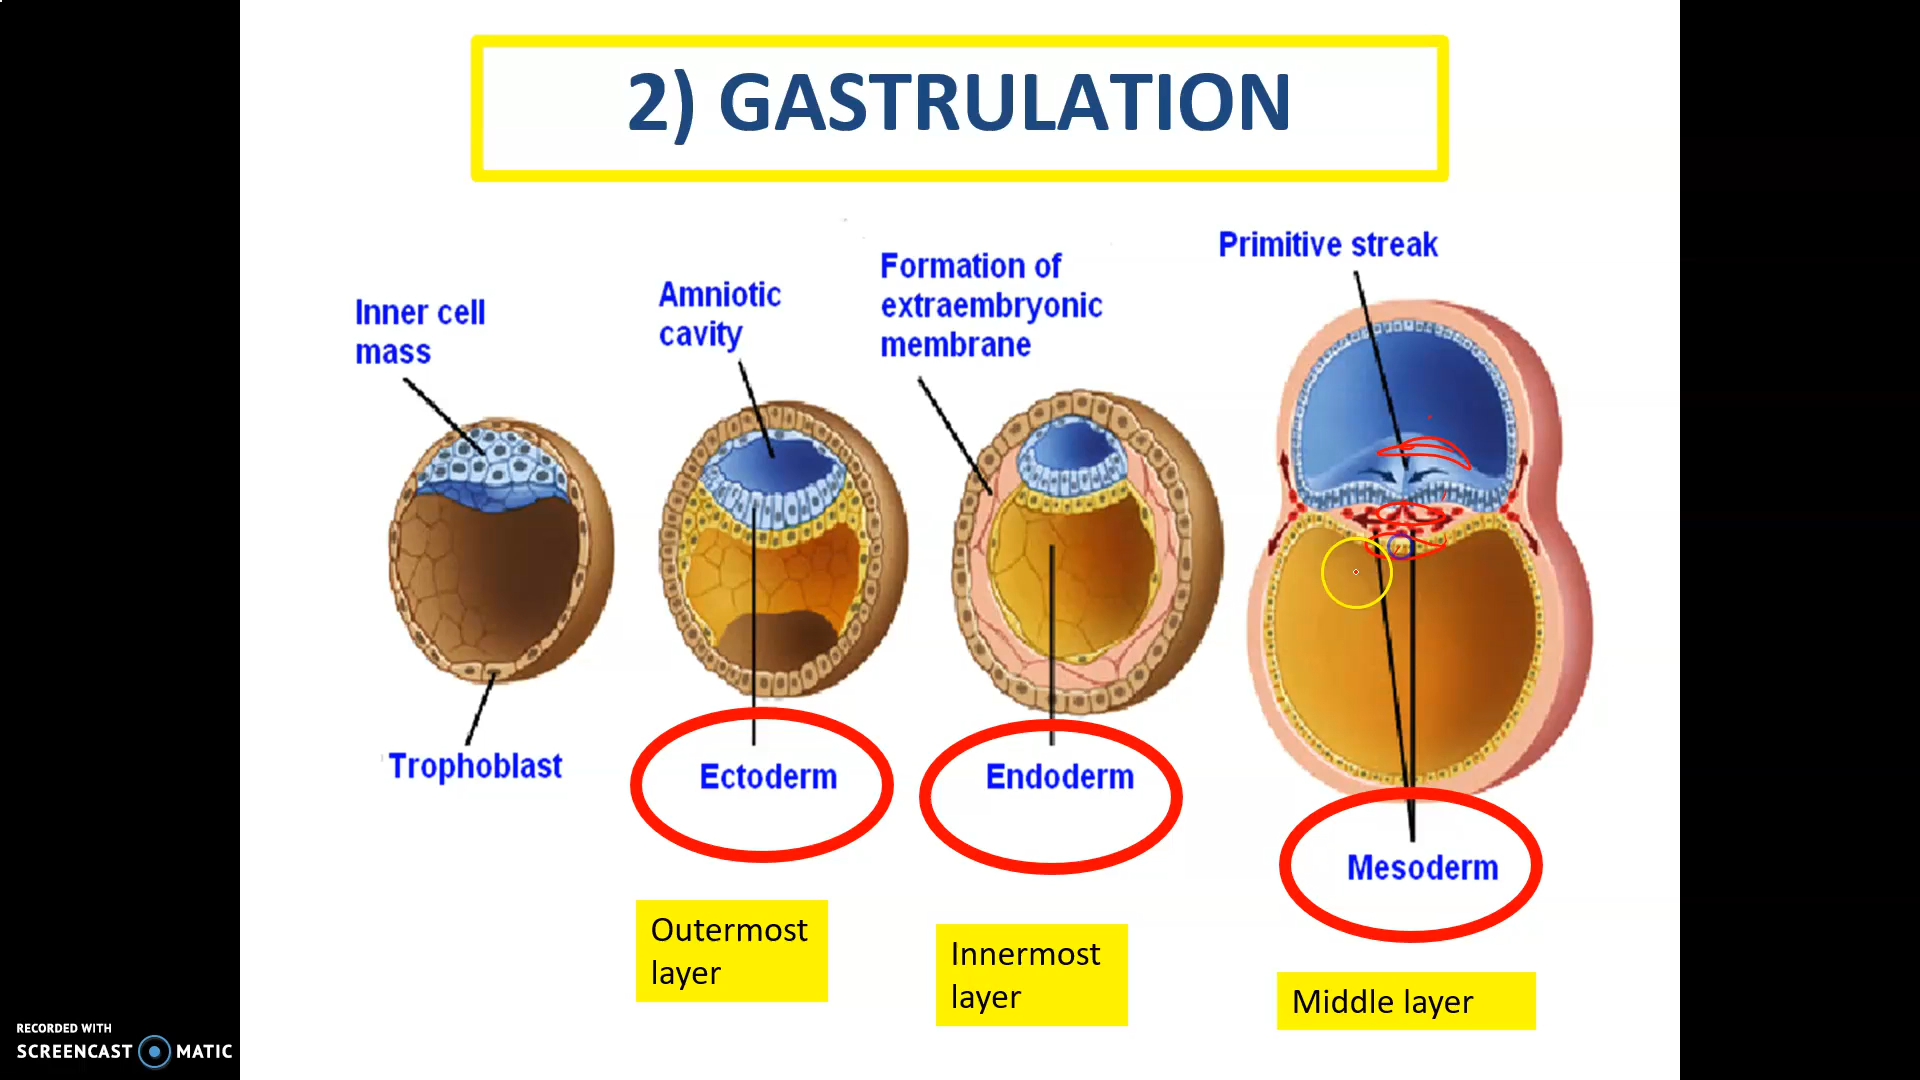 2) GASTRULATION
Primitive streak
Formation of
extraembryonic
membrane
Amniotic
cavity
Inner cell
mass
Trophoblast
Ectoderm
Endoderm
Mesoderm
Outermost
layer
Innermost
layer
Middle layer
RECORDED WITH
SCREENCAST MATIC